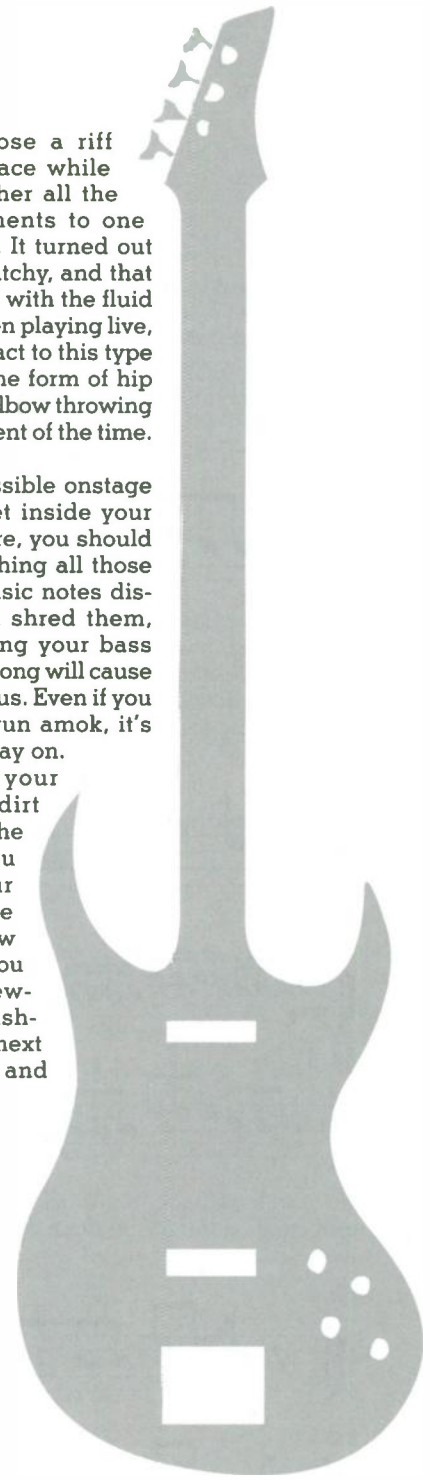 ose a riff
ace while
her all the
nents to one
It turned out
tchy, and that
with the fluid
n playing live,
act to this type
ne form of hip
lbow throwing
ent of the time.
ssible onstage
et inside your
re, you should
hing all those
sic notes dis-
shred them,
ng your bass
ong will cause
us. Even if you
run amok, it's
ay on.
your
dirt
he
u
ur
e
w
ou
ew-
sh-
next
and